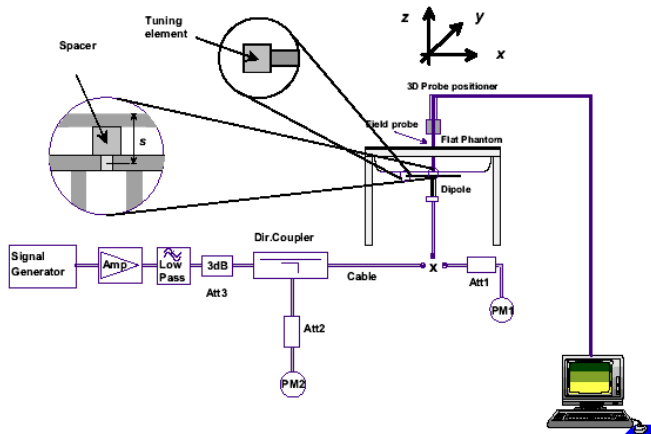 Tuning
element
Spacer
z
y
x
3D Probe positioner
Field probe
Flat Phantom
s
Dipole
Dir.Coupler
Signal
Generator
Amp
Low
Pass
3dB
Att3
Cable
x
Att1
PM1
Att2
PM2